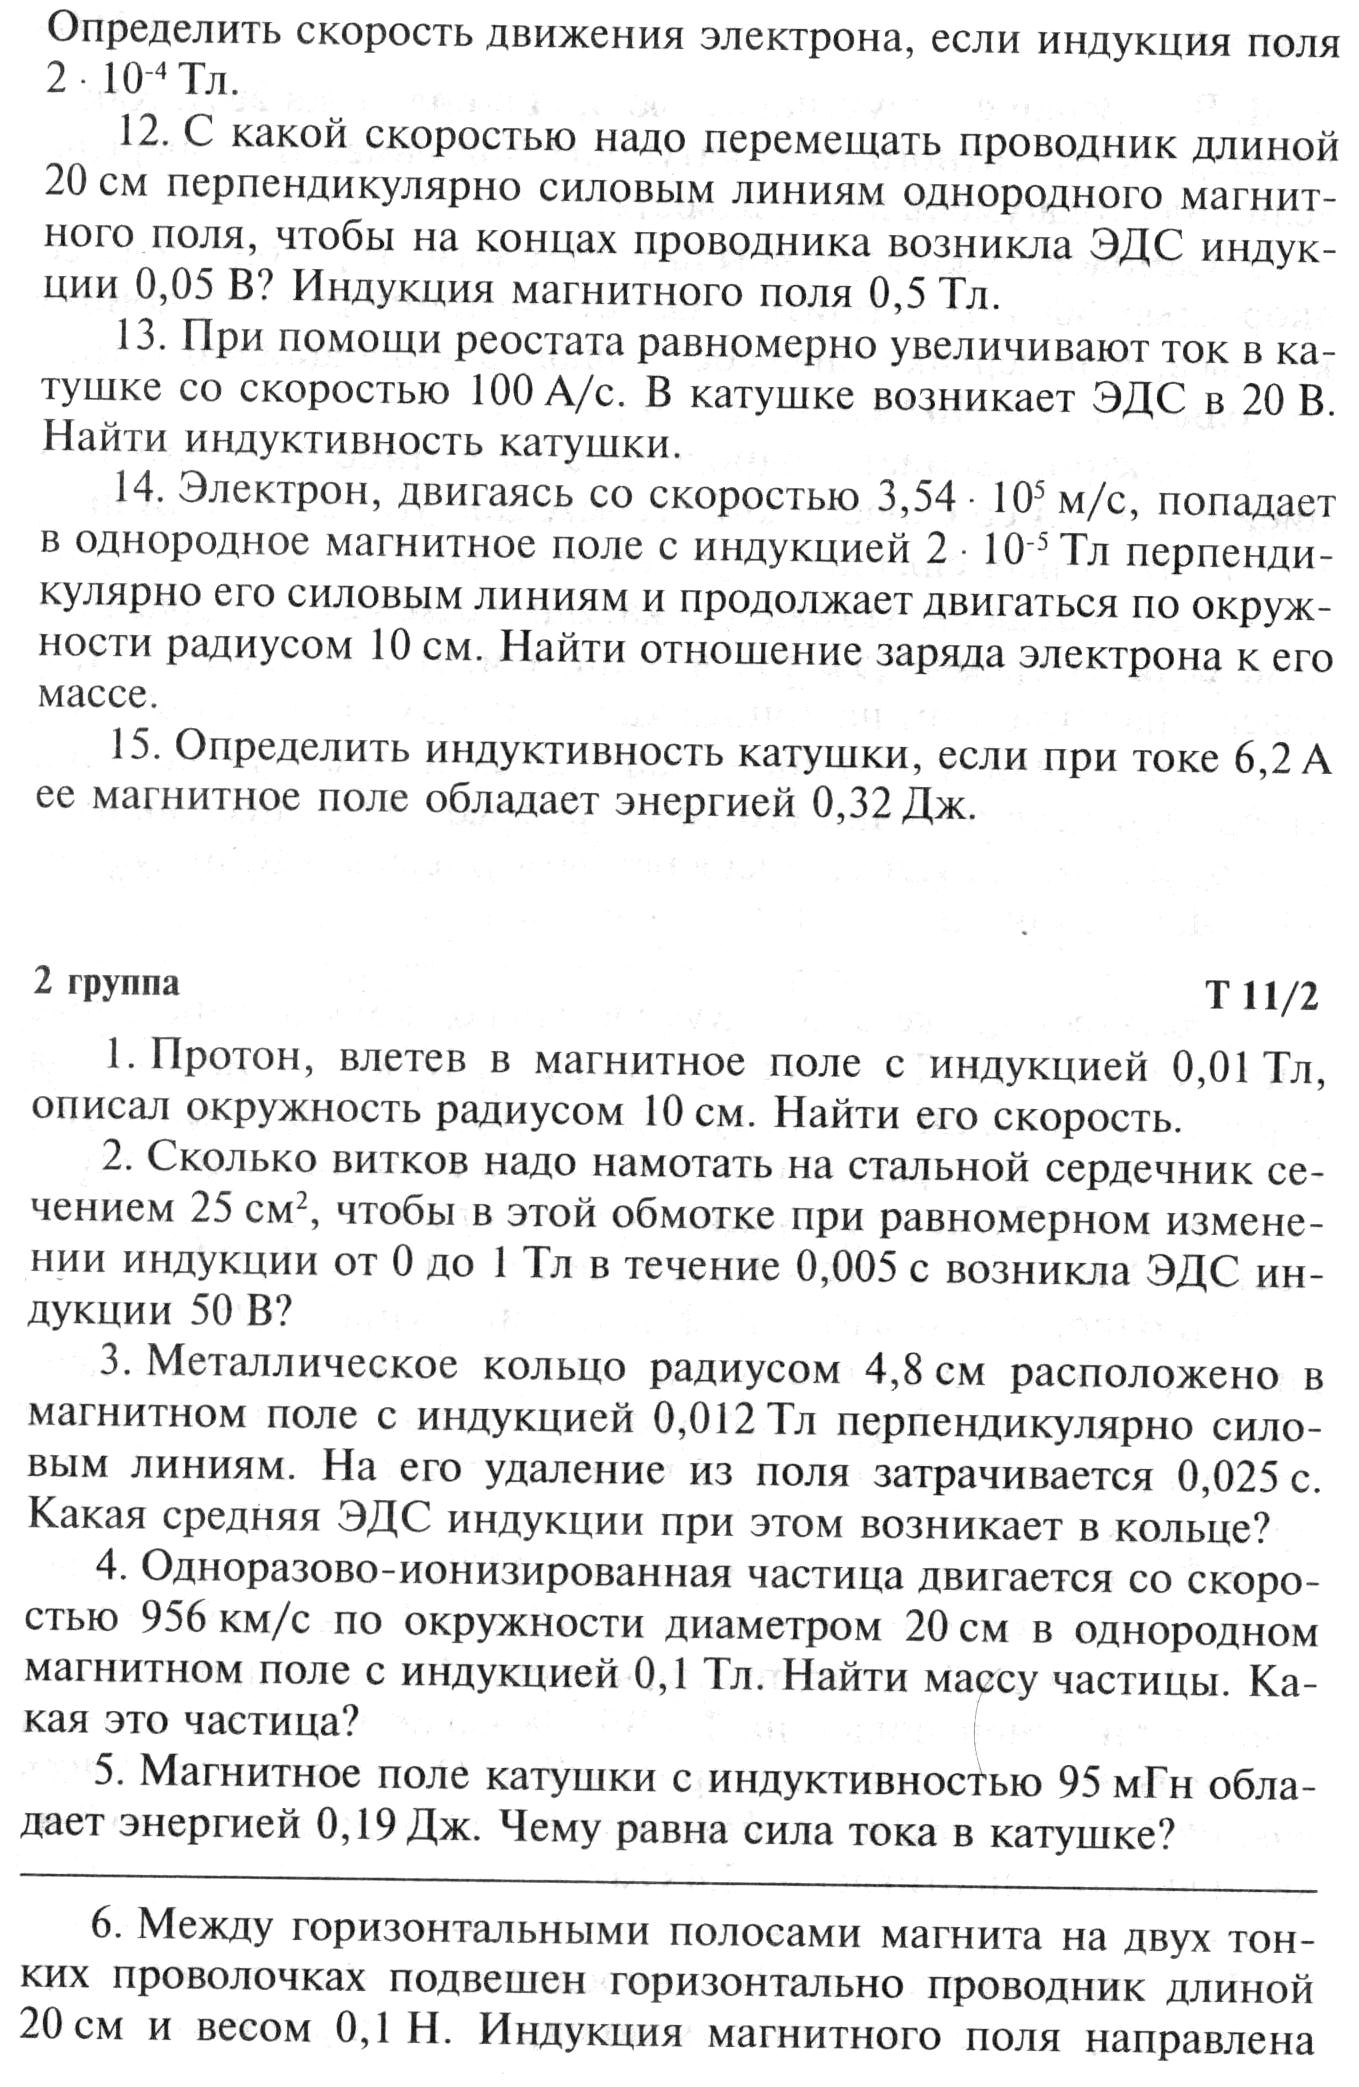 Определить скорость движения электрона, если индукция поля
2 · 10⁻⁴ Тл.
12. С какой скоростью надо перемещать проводник длиной
20 см перпендикулярно силовым линиям однородного магнит-
ного поля, чтобы на концах проводника возникла ЭДС индук-
ции 0,05 В? Индукция магнитного поля 0,5 Тл.
13. При помощи реостата равномерно увеличивают ток в ка-
тушке со скоростью 100 А/с. В катушке возникает ЭДС в 20 В.
Найти индуктивность катушки.
14. Электрон, двигаясь со скоростью 3,54 · 10⁵ м/с, попадает
в однородное магнитное поле с индукцией 2 · 10⁻⁵ Тл перпенди-
кулярно его силовым линиям и продолжает двигаться по окруж-
ности радиусом 10 см. Найти отношение заряда электрона к его
массе.
15. Определить индуктивность катушки, если при токе 6,2 А
ее магнитное поле обладает энергией 0,32 Дж.
2 группа
Т 11/2
1. Протон, влетев в магнитное поле с индукцией 0,01 Тл,
описал окружность радиусом 10 см. Найти его скорость.
2. Сколько витков надо намотать на стальной сердечник се-
чением 25 см², чтобы в этой обмотке при равномерном измене-
нии индукции от 0 до 1 Тл в течение 0,005 с возникла ЭДС ин-
дукции 50 В?
3. Металлическое кольцо радиусом 4,8 см расположено в
магнитном поле с индукцией 0,012 Тл перпендикулярно сило-
вым линиям. На его удаление из поля затрачивается 0,025 с.
Какая средняя ЭДС индукции при этом возникает в кольце?
4. Одноразово-ионизированная частица двигается со скоро-
стью 956 км/с по окружности диаметром 20 см в однородном
магнитном поле с индукцией 0,1 Тл. Найти массу частицы. Ка-
кая это частица?
5. Магнитное поле катушки с индуктивностью 95 мГн обла-
дает энергией 0,19 Дж. Чему равна сила тока в катушке?
6. Между горизонтальными полосами магнита на двух тон-
ких проволочках подвешен горизонтально проводник длиной
20 см и весом 0,1 Н. Индукция магнитного поля направлена